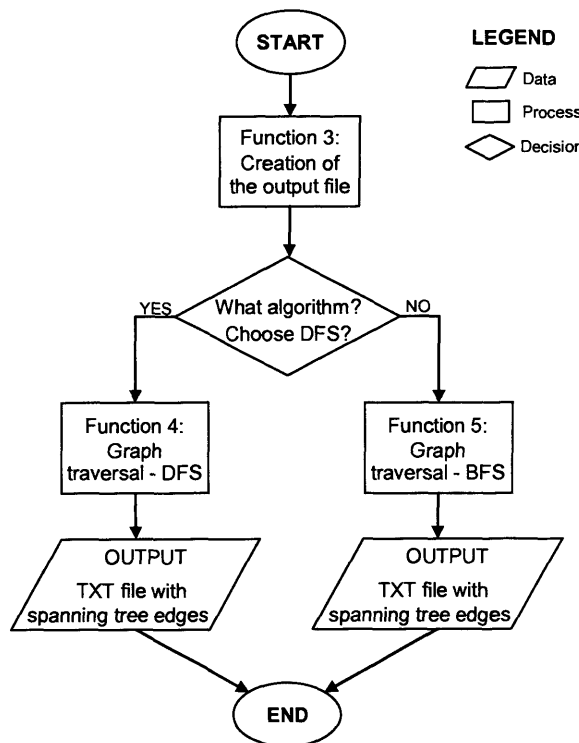 START
LEGEND
Data
Process
Decision
Function 3:
Creation of
the output file
What algorithm?
Choose DFS?
YES
NO
Function 4:
Graph
traversal - DFS
Function 5:
Graph
traversal - BFS
OUTPUT
TXT file with
spanning tree edges
OUTPUT
TXT file with
spanning tree edges
END